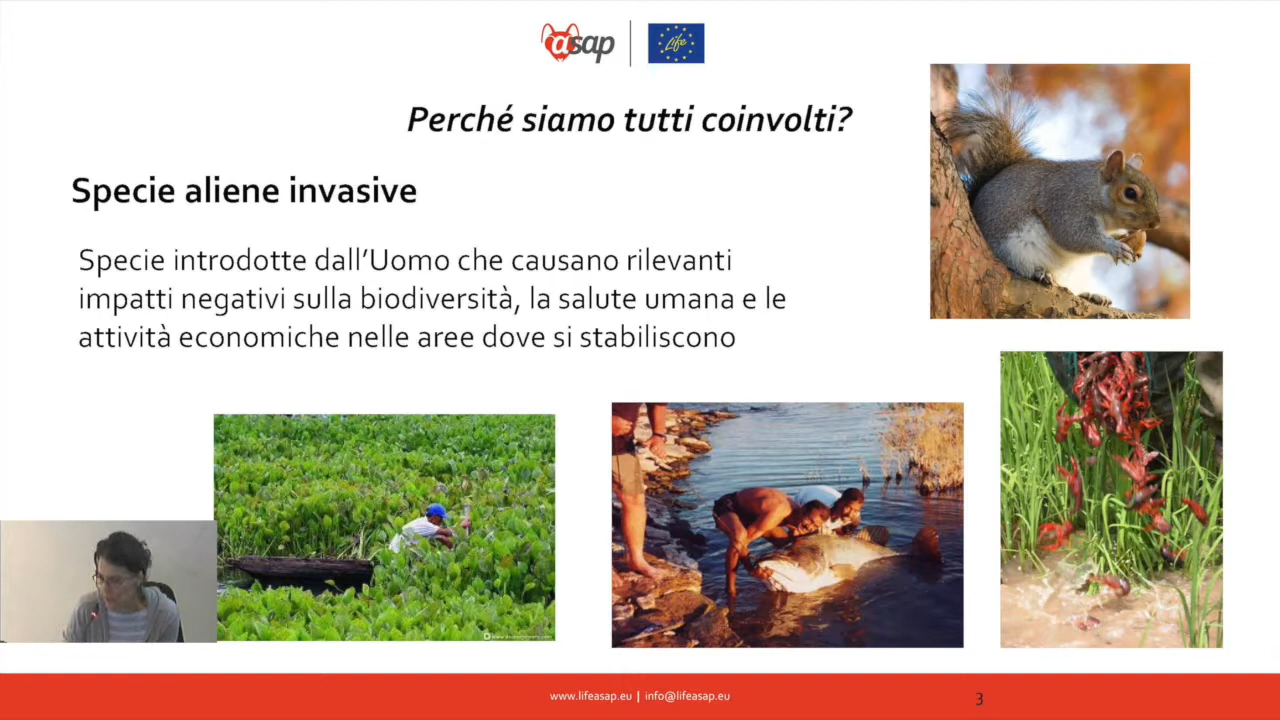 asap
Life
Perché siamo tutti coinvolti?
Specie aliene invasive
Specie introdotte dall'Uomo che causano rilevanti
impatti negativi sulla biodiversità, la salute umana e le
attività economiche nelle aree dove si stabiliscono
www.lifeasap.eu | info@lifeasap.eu
3